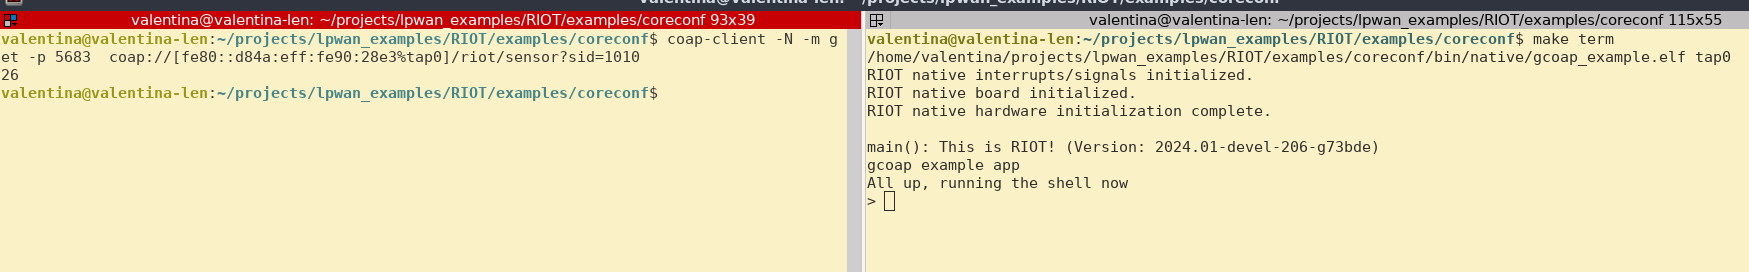 valentina@valentina-len: ~/projects/lpwan_examples/RIOT/examples/coreconf 93x39
valentina@valentina-len:~/projects/lpwan_examples/RIOT/examples/coreconf$ coap-client -N -m g
et -p 5683  coap://[fe80::d84a:eff:fe90:28e3%tap0]/riot/sensor?sid=1010
26
valentina@valentina-len:~/projects/lpwan_examples/RIOT/examples/coreconf$
valentina@valentina-len: ~/projects/lpwan_examples/RIOT/examples/coreconf 115x55
valentina@valentina-len:~/projects/lpwan_examples/RIOT/examples/coreconf$ make term
/home/valentina/projects/lpwan_examples/RIOT/examples/coreconf/bin/native/gcoap_example.elf tap0
RIOT native interrupts/signals initialized.
RIOT native board initialized.
RIOT native hardware initialization complete.

main(): This is RIOT! (Version: 2024.01-devel-206-g73bde)
gcoap example app
All up, running the shell now
>